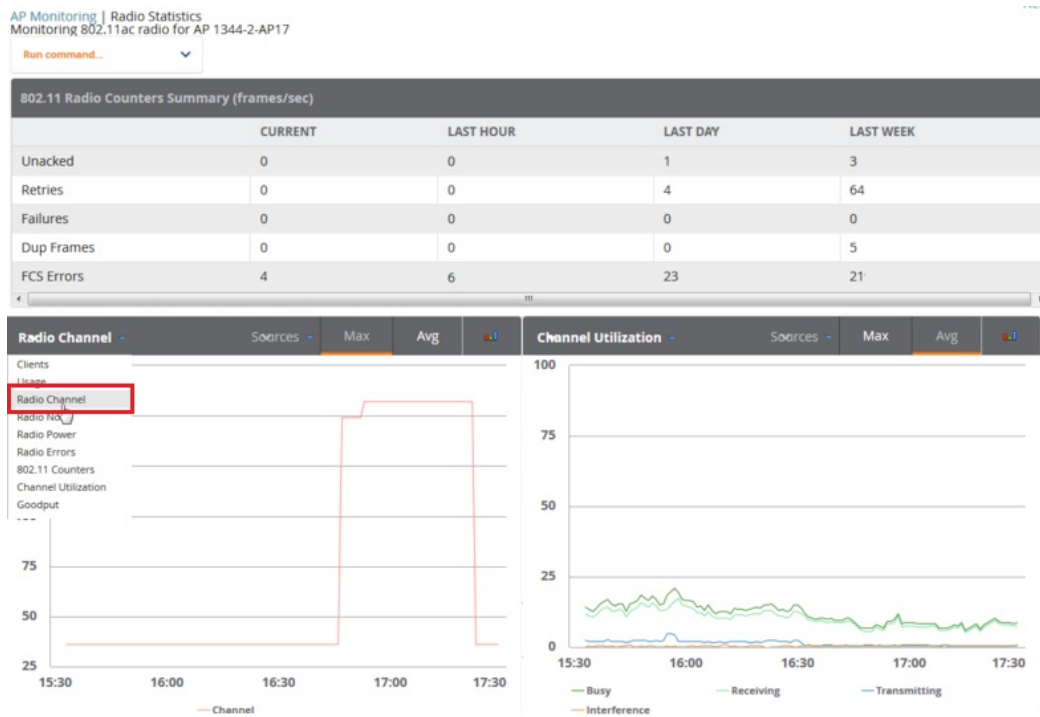 AP Monitoring | Radio Statistics
Monitoring 802.11ac radio for AP 1344-2-AP17
Run command...
802.11 Radio Counters Summary (frames/sec)
CURRENT LAST HOUR LAST DAY LAST WEEK
Unacked 0 0 1 3
Retries 0 0 4 64
Failures 0 0 0 0
Dup Frames 0 0 0 5
FCS Errors 4 6 23 21
Radio Channel Sources Max Avg
Clients
Usage
Radio Channel
Radio
Radio Power
Radio Errors
802.11 Counters
Channel Utilization
Goodput
75
50
25
15:30 16:00 16:30 17:00 17:30
Channel
Channel Utilization Sources Max Avg
100
75
50
25
0
15:30 16:00 16:30 17:00 17:30
Busy Receiving Transmitting
Interference